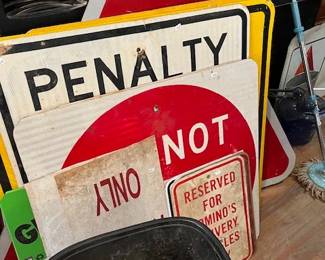 PENALTY
NOT
ONLY
RESERVED
FOR
G